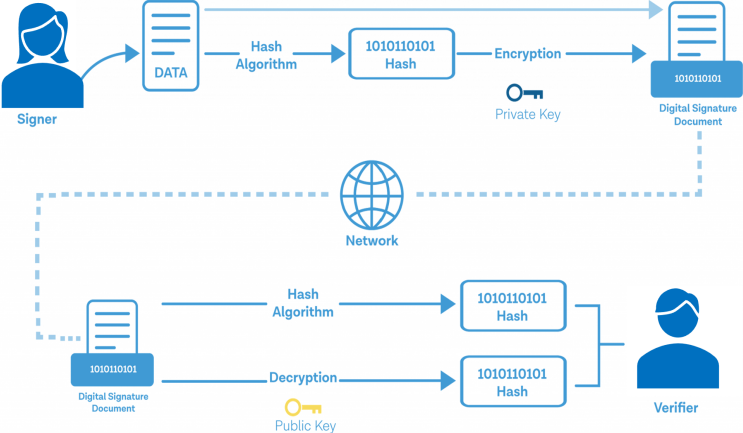 Signer
DATA
Hash
Algorithm
1010110101
Hash
Encryption
Private Key
1010110101
Digital Signature
Document
Network
1010110101
Digital Signature
Document
Hash
Algorithm
1010110101
Hash
Decryption
Public Key
1010110101
Hash
Verifier